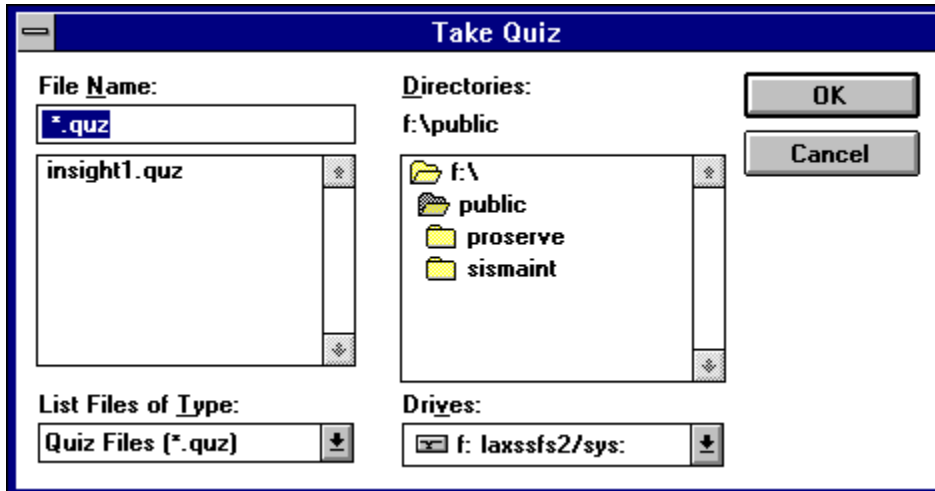 Take Quiz
File Name:
*.quz
insight1.quz
List Files of Type:
Quiz Files (*.quz)
Directories:
f:\public
f:\
public
proserve
sismaint
Drives:
f: laxssfs2/sys:
OK
Cancel